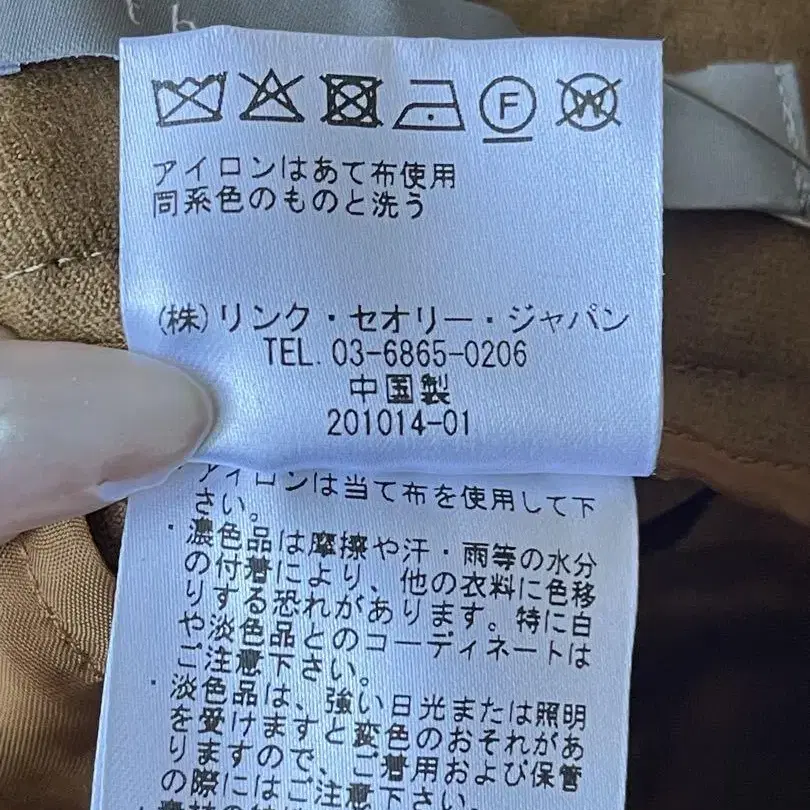 F
W
アイロンはあて布使用
同系色のものと洗う
(株)リンク・セオリー・ジャパン
TEL. 03-6865-0206
中国製
201014-01
アイロンは当て布を使用して下
さい。
・濃色品は摩擦や汗・雨等の水分
の付着により、他の衣料に色移
りする恐れがあります。特に白
や淡色品とのコーディネートは
ご注意下さい。
・淡色品は、強い日光または照明
を受けますと変色のおそれがあ
りますので、ご着用および保管
の際にはご注意下さい。